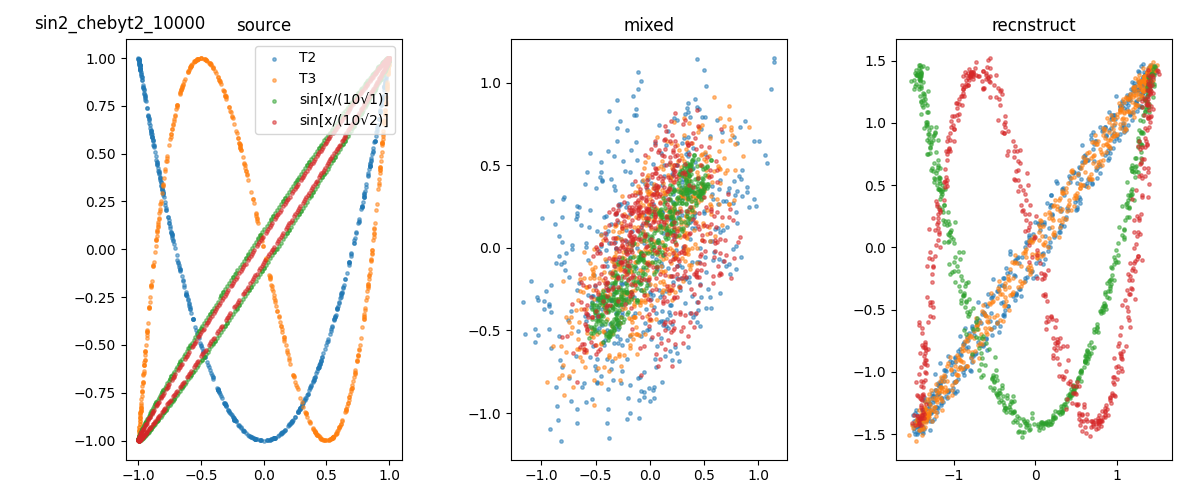 sin2_chebyt2_10000
source
mixed
recnstruct
T2
T3
sin[x/(10√1)]
sin[x/(10√2)]
1.00
0.75
0.50
0.25
0.00
−0.25
−0.50
−0.75
−1.00
−1.0 −0.5 0.0 0.5 1.0
1.0
0.5
0.0
−0.5
−1.0
−1.0 −0.5 0.0 0.5 1.0
1.5
1.0
0.5
0.0
−0.5
−1.0
−1.5
−1 0 1